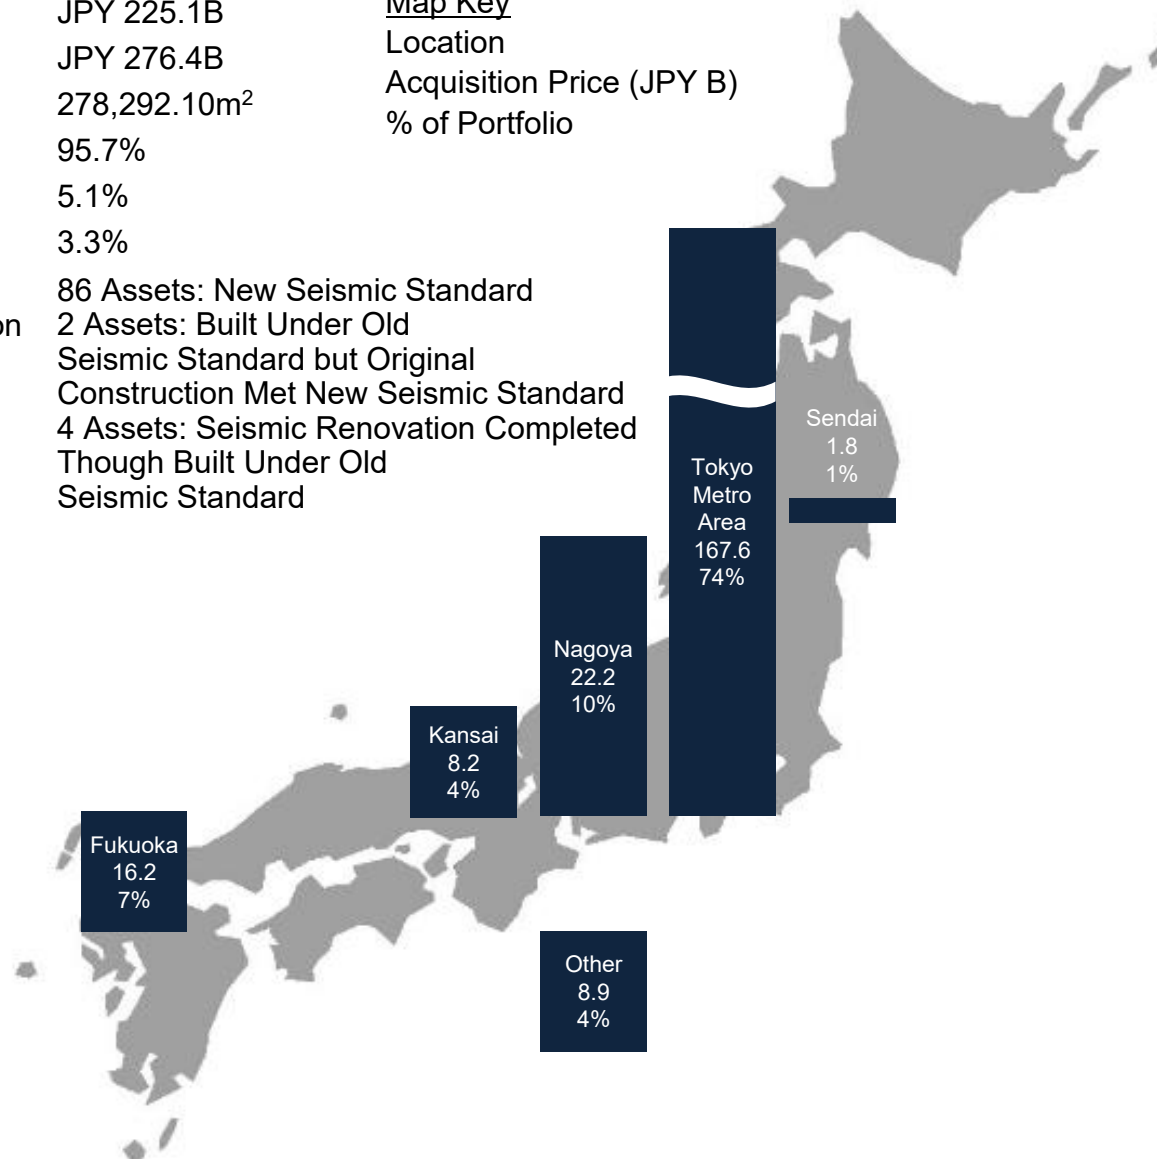 JPY 225.1B
JPY 276.4B
278,292.10m²
95.7%
5.1%
3.3%
86 Assets: New Seismic Standard
on 2 Assets: Built Under Old
Seismic Standard but Original
Construction Met New Seismic Standard
4 Assets: Seismic Renovation Completed
Though Built Under Old
Seismic Standard
Map Key
Location
Acquisition Price (JPY B)
% of Portfolio
Sendai
1.8
1%
Tokyo
Metro
Area
167.6
74%
Nagoya
22.2
10%
Kansai
8.2
4%
Fukuoka
16.2
7%
Other
8.9
4%